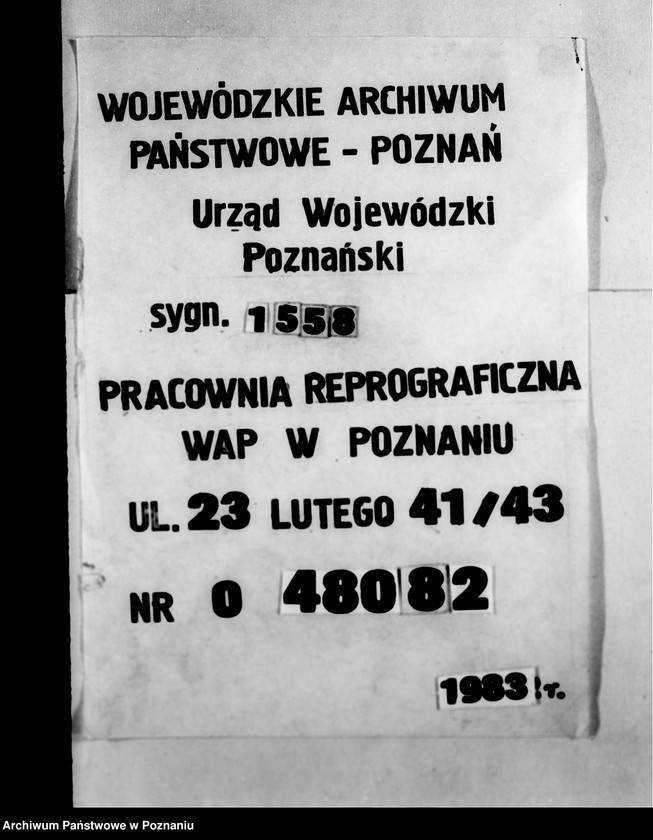 WOJEWÓDZKIE ARCHIWUM
PAŃSTWOWE - POZNAŃ
Urząd Wojewódzki
Poznański
sygn. 1558
PRACOWNIA REPROGRAFICZNA
WAP W POZNANIU
UL. 23 LUTEGO 41/43
NR O 48082
1983 r.
Archiwum Państwowe w Poznaniu